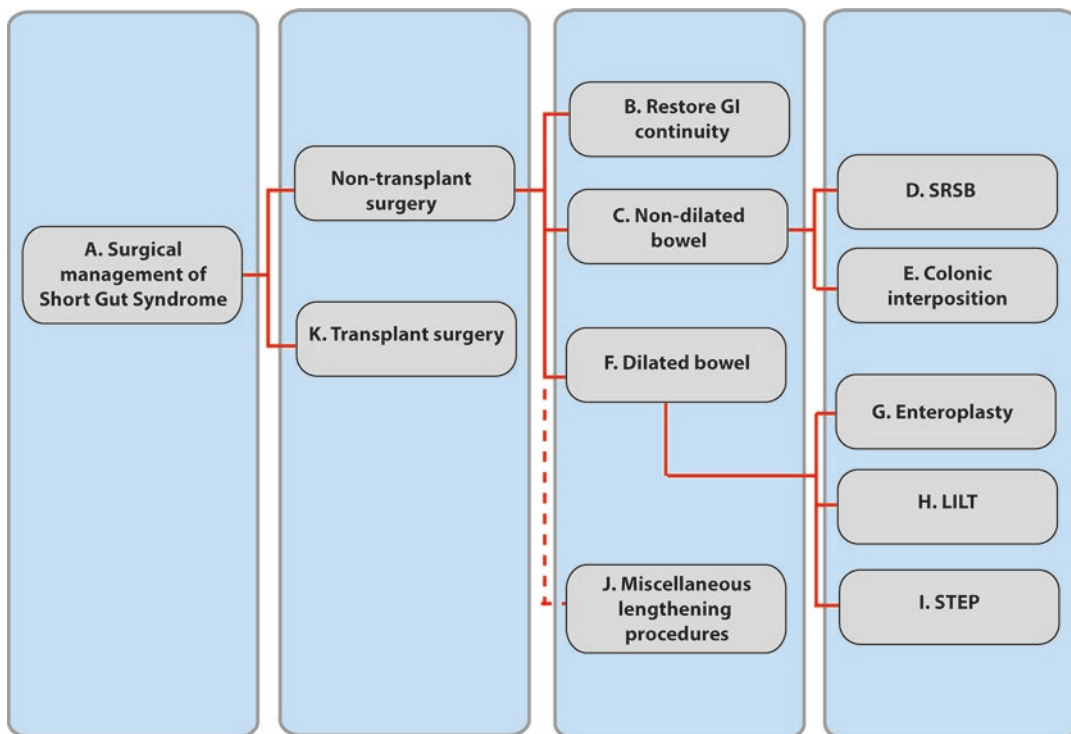 A. Surgical
management of
Short Gut Syndrome
Non-transplant
surgery
K. Transplant surgery
B. Restore GI
continuity
C. Non-dilated
bowel
F. Dilated bowel
J. Miscellaneous
lengthening
procedures
D. SRSB
E. Colonic
interposition
G. Enteroplasty
H. LILT
I. STEP